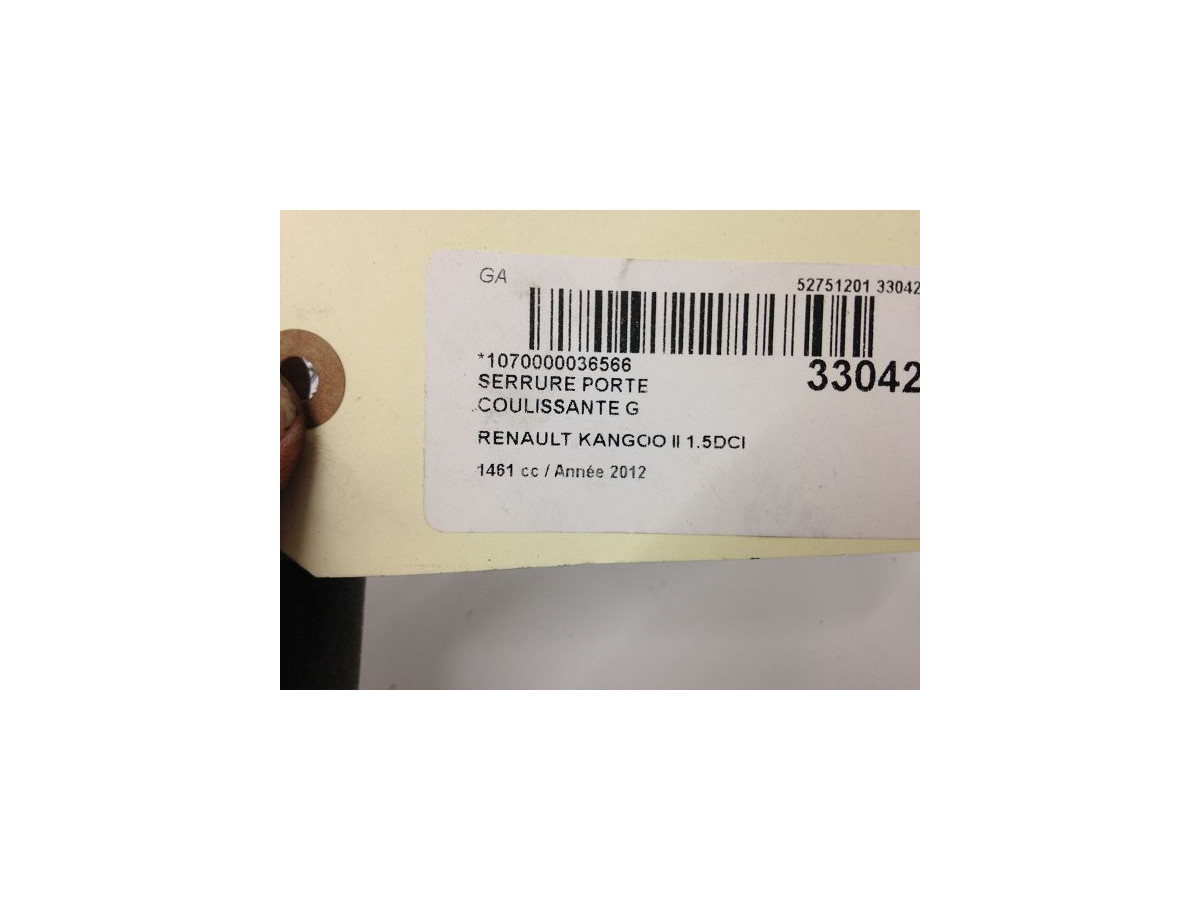 GA
52751201 33042
*1070000036566
33042
SERRURE PORTE
COULISSANTE G
RENAULT KANGOO II 1.5DCI
1461 cc / Année 2012